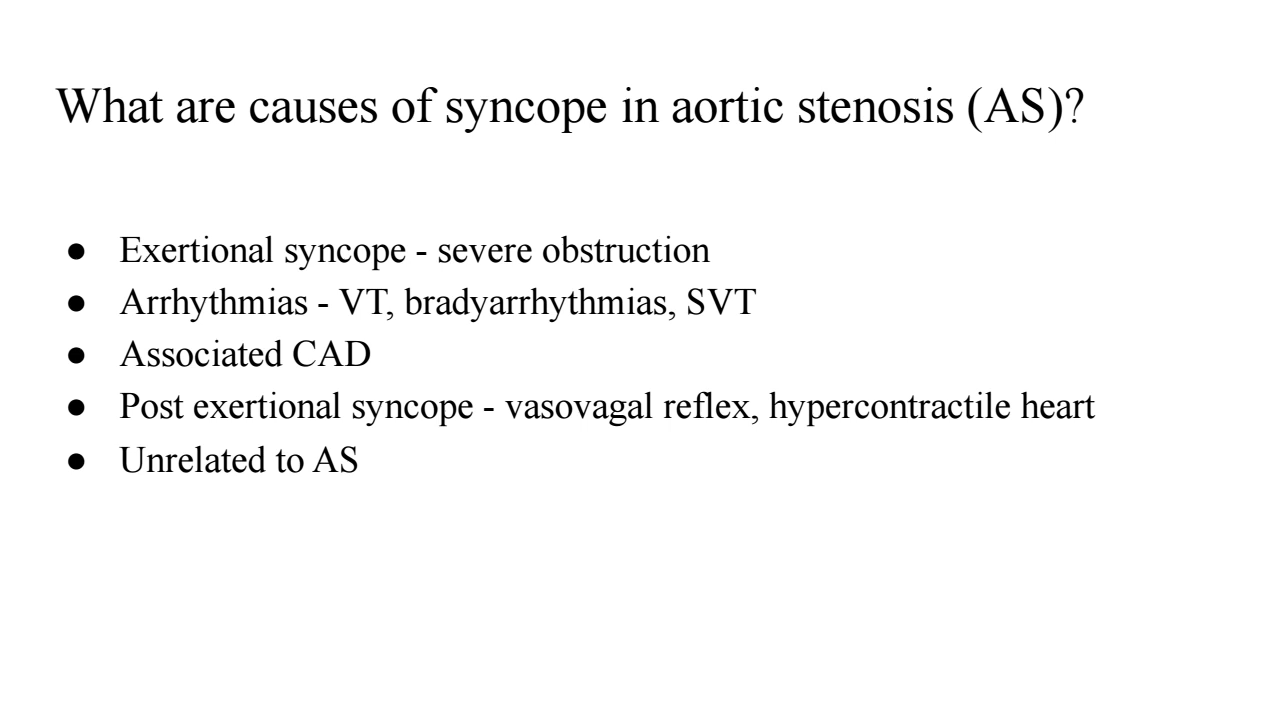 What are causes of syncope in aortic stenosis (AS)?
● Exertional syncope - severe obstruction
● Arrhythmias - VT, bradyarrhythmias, SVT
● Associated CAD
● Post exertional syncope - vasovagal reflex, hypercontractile heart
● Unrelated to AS